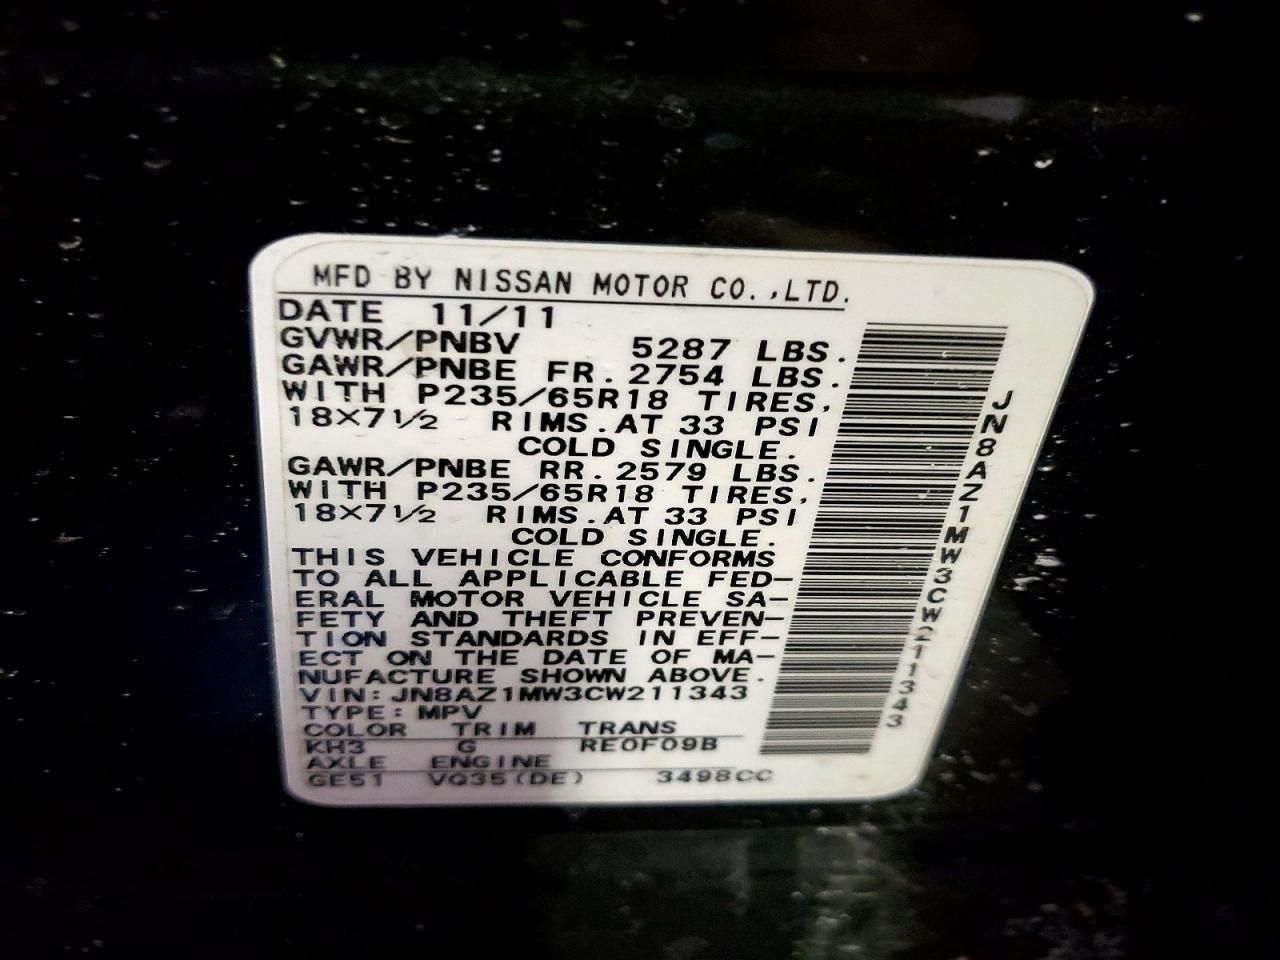 MFD BY NISSAN MOTOR CO.,LTD.
DATE 11/11
GVWR/PNBV 5287 LBS.
GAWR/PNBE FR. 2754 LBS.
WITH P235/65R18 TIRES,
18×7 1/2 RIMS.AT 33 PSI
COLD SINGLE.
GAWR/PNBE RR. 2579 LBS.
WITH P235/65R18 TIRES,
18×7 1/2 RIMS.AT 33 PSI
COLD SINGLE.
THIS VEHICLE CONFORMS
TO ALL APPLICABLE FED-
ERAL MOTOR VEHICLE SA-
FETY AND THEFT PREVEN-
TION STANDARDS IN EFF-
ECT ON THE DATE OF MA-
NUFACTURE SHOWN ABOVE.
VIN: JN8AZ1MW3CW211343
TYPE: MPV
COLOR TRIM TRANS
KH3 G RE0F09B
AXLE ENGINE
GE51 VQ35(DE) 3498CC
JN8AZ1MW3CW211343